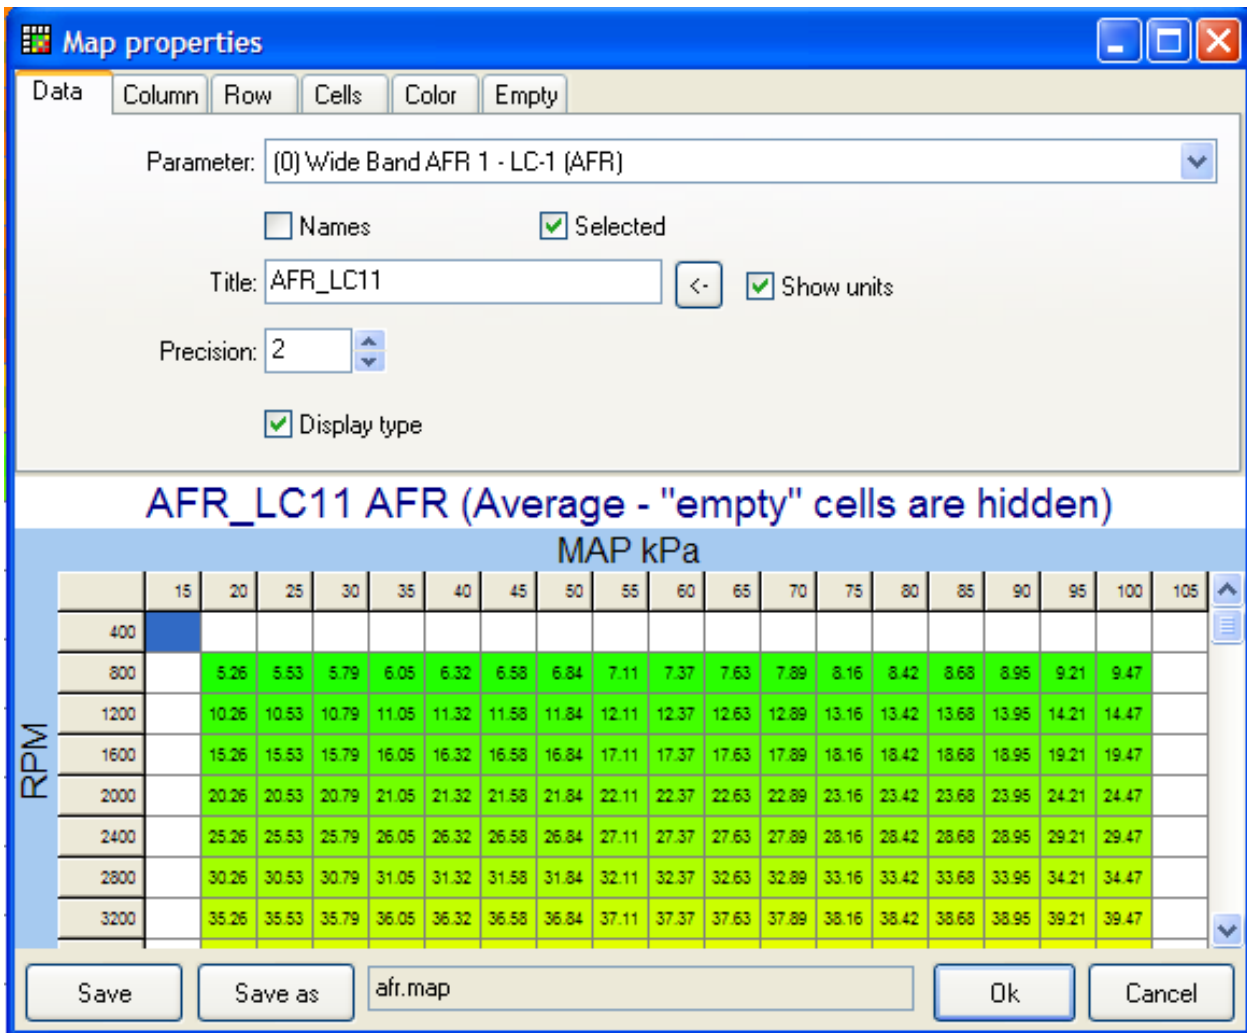 Map properties
Data Column Row Cells Color Empty
Parameter: (0) Wide Band AFR 1 - LC-1 (AFR)
Names Selected
Title: AFR_LC11 <- Show units
Precision: 2
Display type
AFR_LC11 AFR (Average - "empty" cells are hidden)
MAP kPa
15 20 25 30 35 40 45 50 55 60 65 70 75 80 85 90 95 100 105
400
800 5.26 5.53 5.79 6.05 6.32 6.58 6.84 7.11 7.37 7.63 7.89 8.16 8.42 8.68 8.95 9.21 9.47
1200 10.26 10.53 10.79 11.05 11.32 11.58 11.84 12.11 12.37 12.63 12.89 13.16 13.42 13.68 13.95 14.21 14.47
RPM
1600 15.26 15.53 15.79 16.05 16.32 16.58 16.84 17.11 17.37 17.63 17.89 18.16 18.42 18.68 18.95 19.21 19.47
2000 20.26 20.53 20.79 21.05 21.32 21.58 21.84 22.11 22.37 22.63 22.89 23.16 23.42 23.68 23.95 24.21 24.47
2400 25.26 25.53 25.79 26.05 26.32 26.58 26.84 27.11 27.37 27.63 27.89 28.16 28.42 28.68 28.95 29.21 29.47
2800 30.26 30.53 30.79 31.05 31.32 31.58 31.84 32.11 32.37 32.63 32.89 33.16 33.42 33.68 33.95 34.21 34.47
3200 35.26 35.53 35.79 36.05 36.32 36.58 36.84 37.11 37.37 37.63 37.89 38.16 38.42 38.68 38.95 39.21 39.47
Save Save as afr.map Ok Cancel